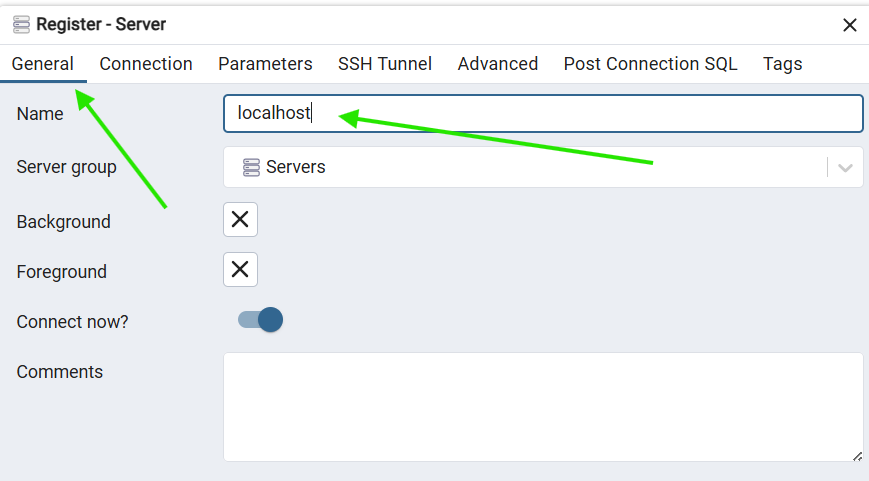 Register - Server
General Connection Parameters SSH Tunnel Advanced Post Connection SQL Tags
Name localhost
Server group Servers
Background
Foreground
Connect now?
Comments